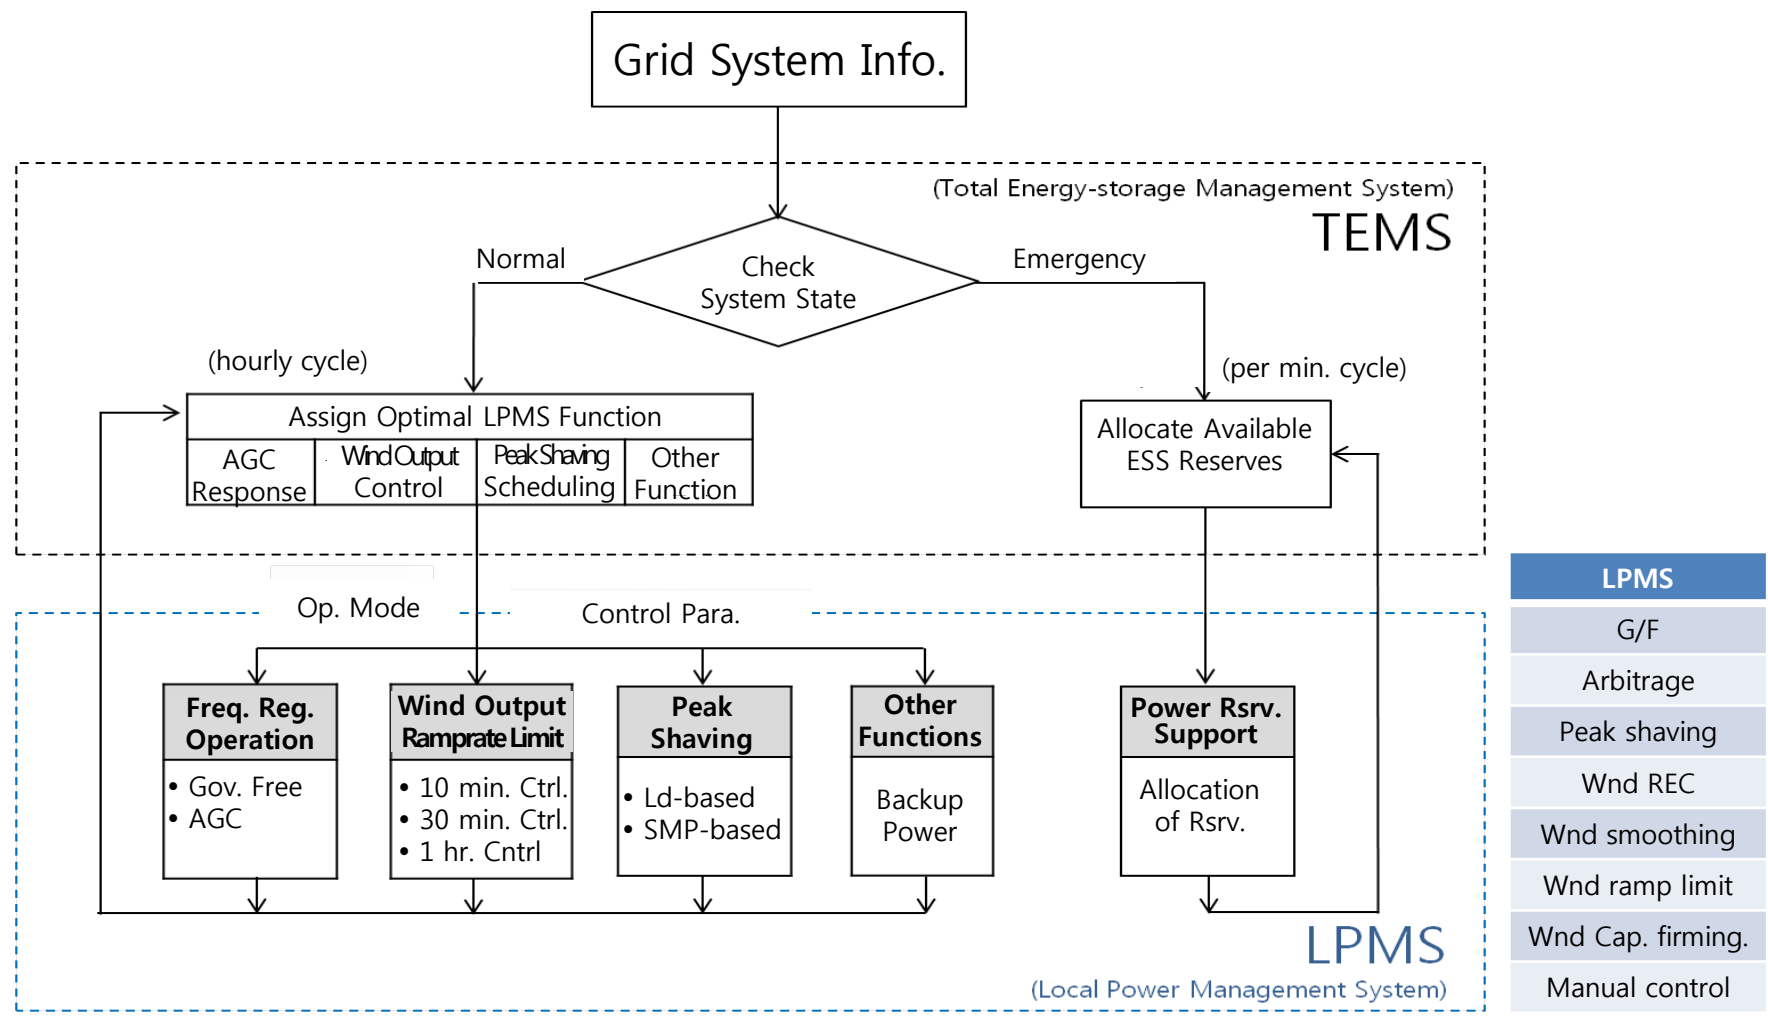 Grid System Info.
(Total Energy-storage Management System)
TEMS
Normal
Check
System State
Emergency
(hourly cycle)
(per min. cycle)
Assign Optimal LPMS Function
AGC
Response
Wind Output
Control
Peak Shaving
Scheduling
Other
Function
Allocate Available
ESS Reserves
Op. Mode
Control Para.
Freq. Reg.
Operation
• Gov. Free
• AGC
Wind Output
Ramprate Limit
• 10 min. Ctrl.
• 30 min. Ctrl.
• 1 hr. Cntrl
Peak
Shaving
• Ld-based
• SMP-based
Other
Functions
Backup
Power
Power Rsrv.
Support
Allocation
of Rsrv.
LPMS
(Local Power Management System)
LPMS
G/F
Arbitrage
Peak shaving
Wnd REC
Wnd smoothing
Wnd ramp limit
Wnd Cap. firming.
Manual control